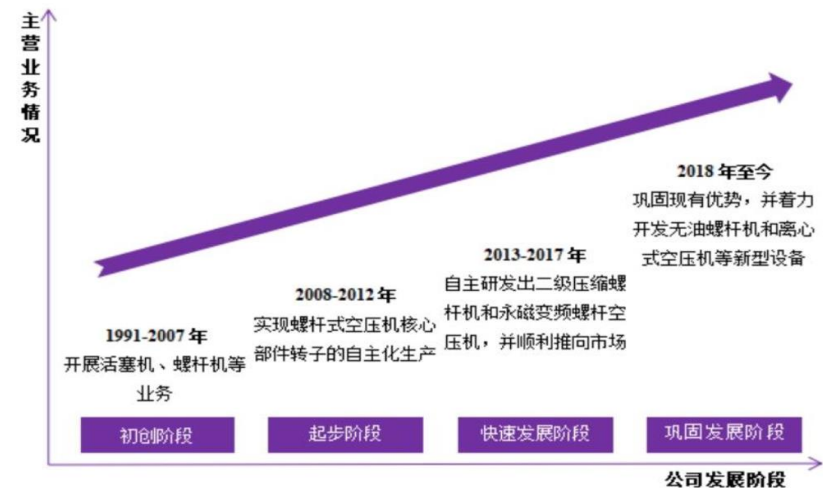 主营业务情况
2018 年至今
巩固现有优势，并着力
开发无油螺杆机和离心
式空压机等新型设备
2013-2017 年
自主研发出二级压缩螺
杆机和永磁变频螺杆空
压机，并顺利推向市场
2008-2012 年
实现螺杆式空压机核心
部件转子的自主化生产
1991-2007 年
开展活塞机、螺杆机等
业务
初创阶段
起步阶段
快速发展阶段
巩固发展阶段
公司发展阶段